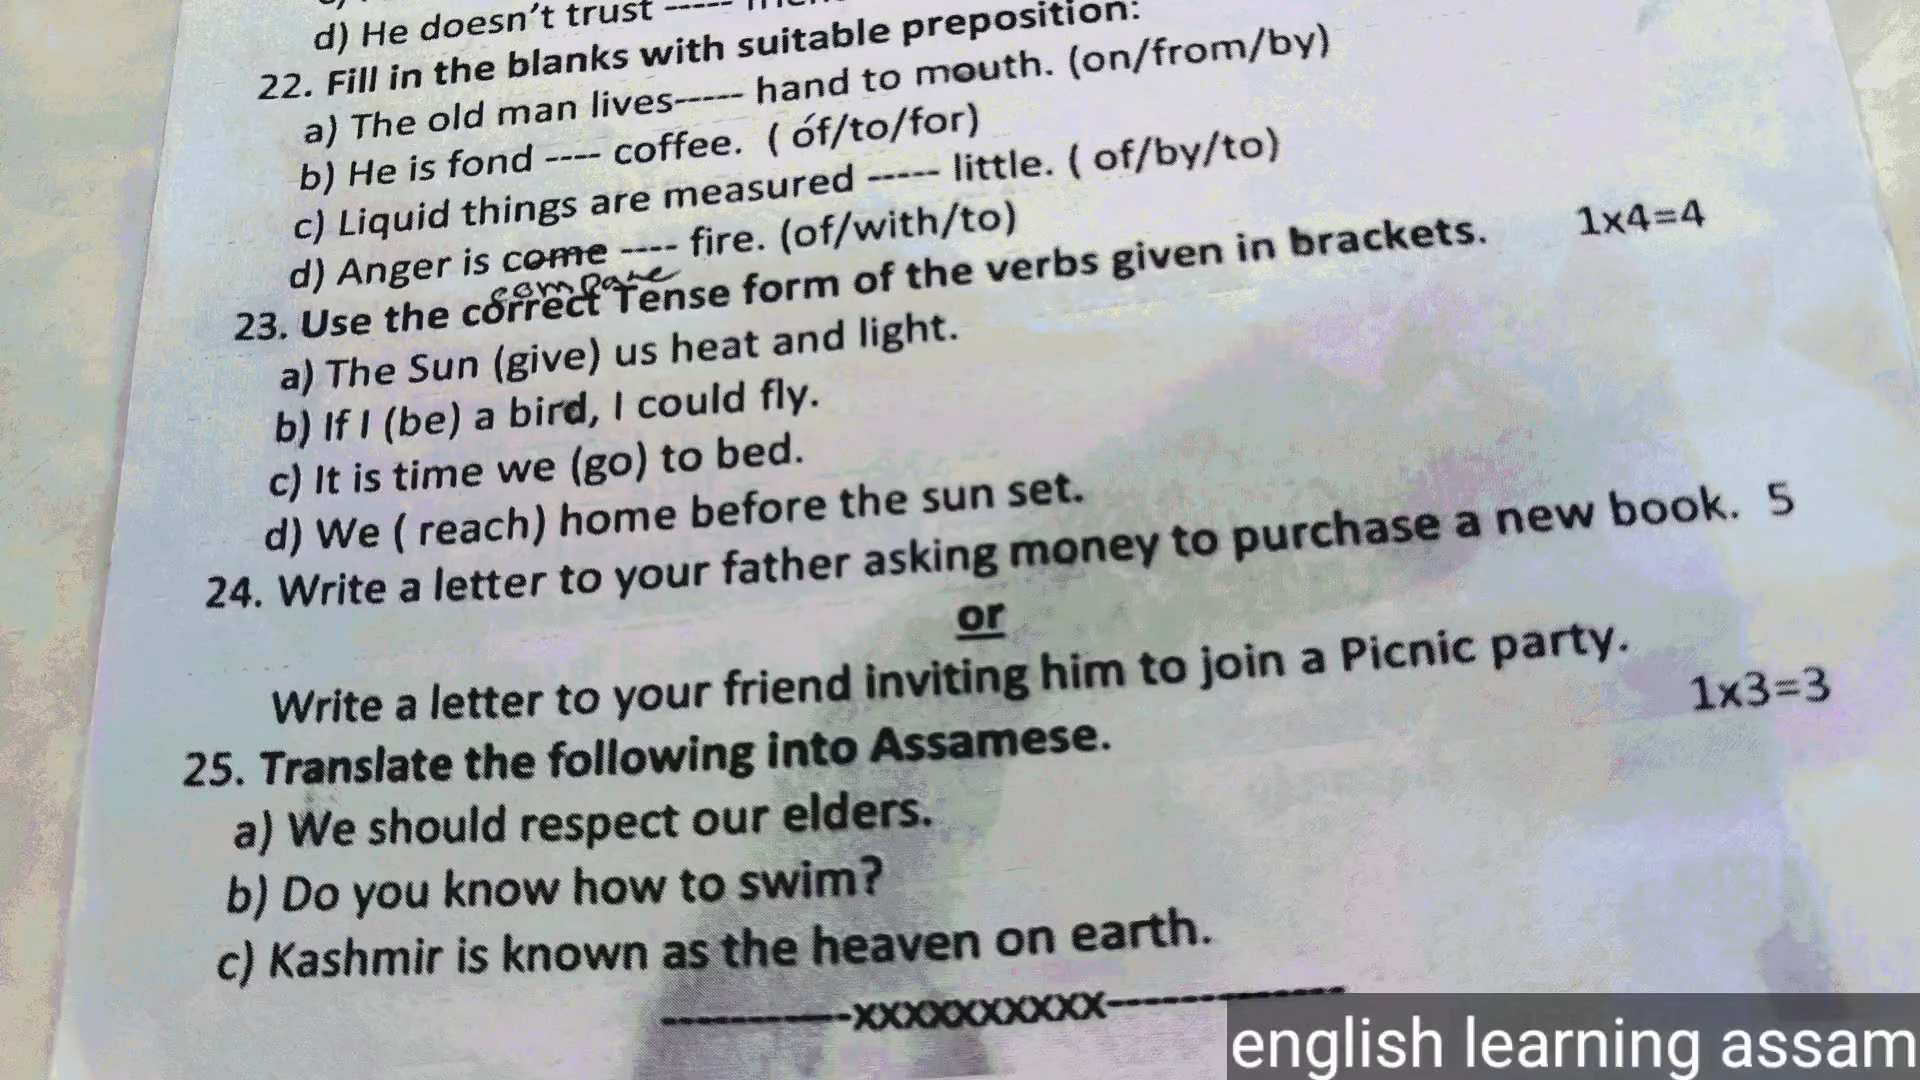 d) He doesn't trust -----
22. Fill in the blanks with suitable preposition:
a) The old man lives----- hand to mouth. (on/from/by)
b) He is fond ---- coffee. ( of/to/for)
c) Liquid things are measured ----- little. ( of/by/to)
d) Anger is come ---- fire. (of/with/to)
compare
23. Use the correct Tense form of the verbs given in brackets. 1x4=4
a) The Sun (give) us heat and light.
b) If I (be) a bird, I could fly.
c) It is time we (go) to bed.
d) We ( reach) home before the sun set.
24. Write a letter to your father asking money to purchase a new book. 5
or
Write a letter to your friend inviting him to join a Picnic party.
25. Translate the following into Assamese. 1x3=3
a) We should respect our elders.
b) Do you know how to swim?
c) Kashmir is known as the heaven on earth.
-----------xxxxxxxxxx-------------
english learning assam